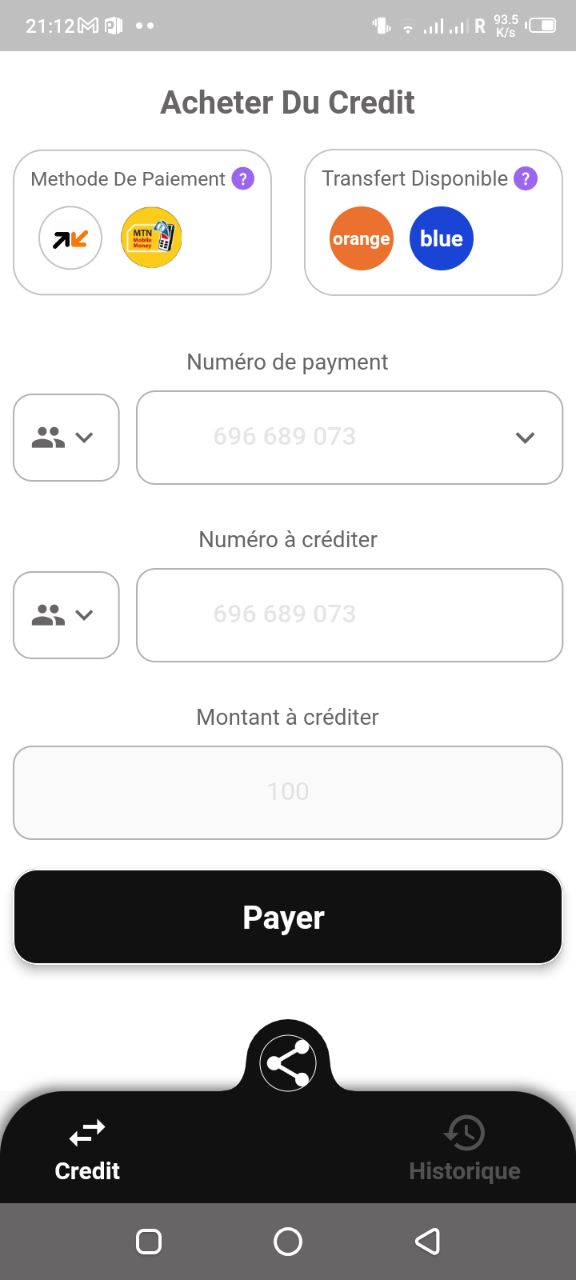 21:12
R
93.5
K/s
Acheter Du Credit
Methode De Paiement ?
Transfert Disponible ?
MTN
Mobile
Money
orange
blue
Numéro de payment
696 689 073
Numéro à créditer
696 689 073
Montant à créditer
100
Payer
Credit
Historique